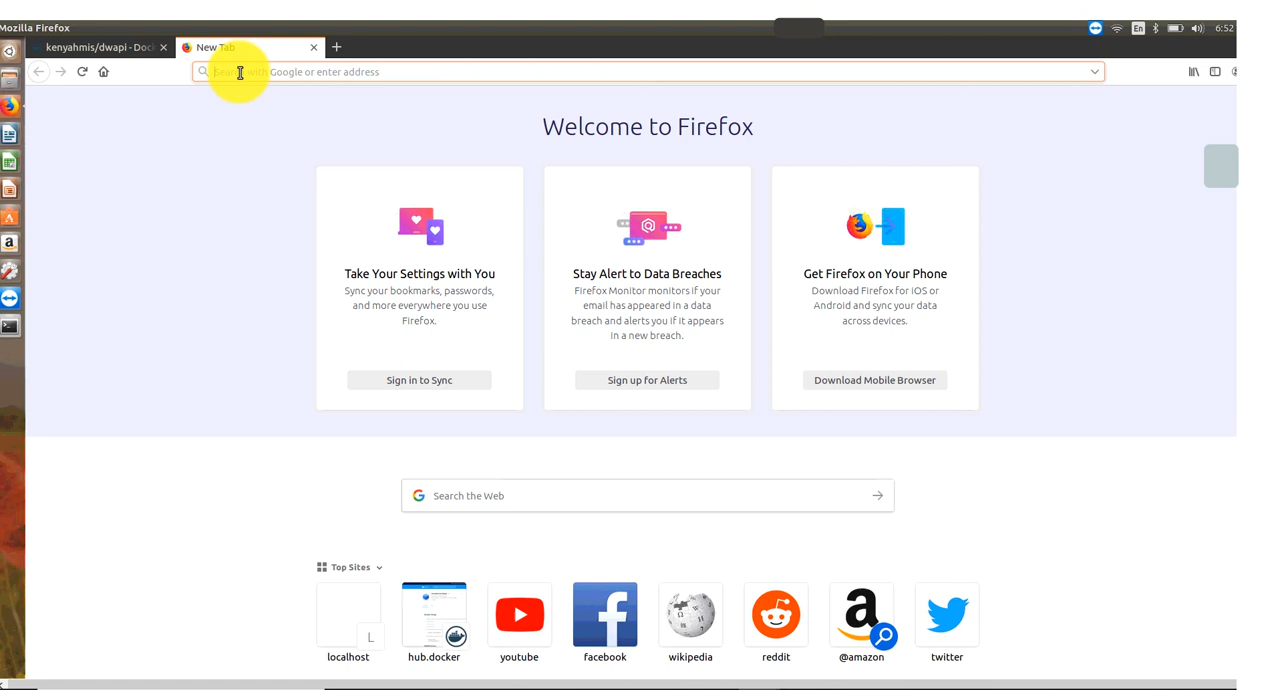 Mozilla Firefox
En
6:52
kenyahmis/dwapi - Dock
New Tab
Search with Google or enter address
Welcome to Firefox
Take Your Settings with You
Sync your bookmarks, passwords,
and more everywhere you use
Firefox.
Sign in to Sync
Stay Alert to Data Breaches
Firefox Monitor monitors if your
email has appeared in a data
breach and alerts you if it appears
in a new breach.
Sign up for Alerts
Get Firefox on Your Phone
Download Firefox for iOS or
Android and sync your data
across devices.
Download Mobile Browser
Search the Web
Top Sites
L
localhost
hub.docker
youtube
facebook
wikipedia
reddit
@amazon
twitter